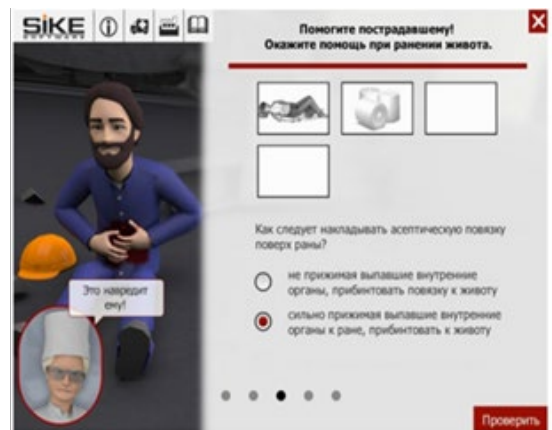 SIKE
SOFTWARE
Помогите пострадавшему!
Окажите помощь при ранении живота.
Как следует накладывать асептическую повязку
поверх раны?
не прижимая выпавшие внутренние
органы, прибинтовать повязку к животу
сильно прижимая выпавшие внутренние
органы к ране, прибинтовать к животу
Это навредит
ему!
Проверить